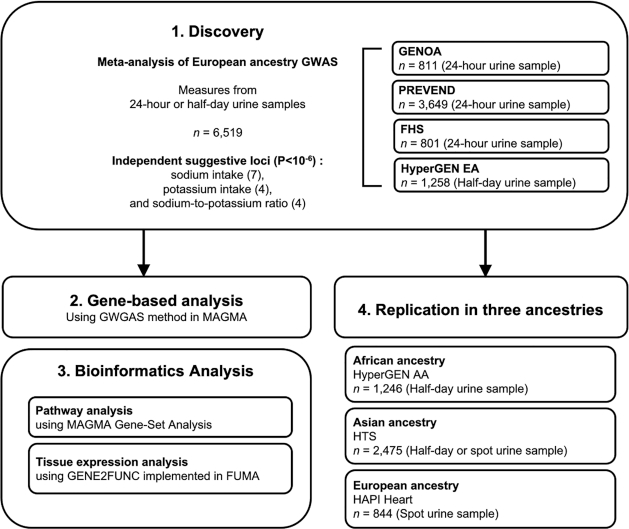 1. Discovery
Meta-analysis of European ancestry GWAS
Measures from
24-hour or half-day urine samples
n = 6,519
Independent suggestive loci (P<10-6) :
sodium intake (7),
potassium intake (4),
and sodium-to-potassium ratio (4)
GENOA
n = 811 (24-hour urine sample)
PREVEND
n = 3,649 (24-hour urine sample)
FHS
n = 801 (24-hour urine sample)
HyperGEN EA
n = 1,258 (Half-day urine sample)
2. Gene-based analysis
Using GWGAS method in MAGMA
3. Bioinformatics Analysis
Pathway analysis
using MAGMA Gene-Set Analysis
Tissue expression analysis
using GENE2FUNC implemented in FUMA
4. Replication in three ancestries
African ancestry
HyperGEN AA
n = 1,246 (Half-day urine sample)
Asian ancestry
HTS
n = 2,475 (Half-day or spot urine sample)
European ancestry
HAPI Heart
n = 844 (Spot urine sample)